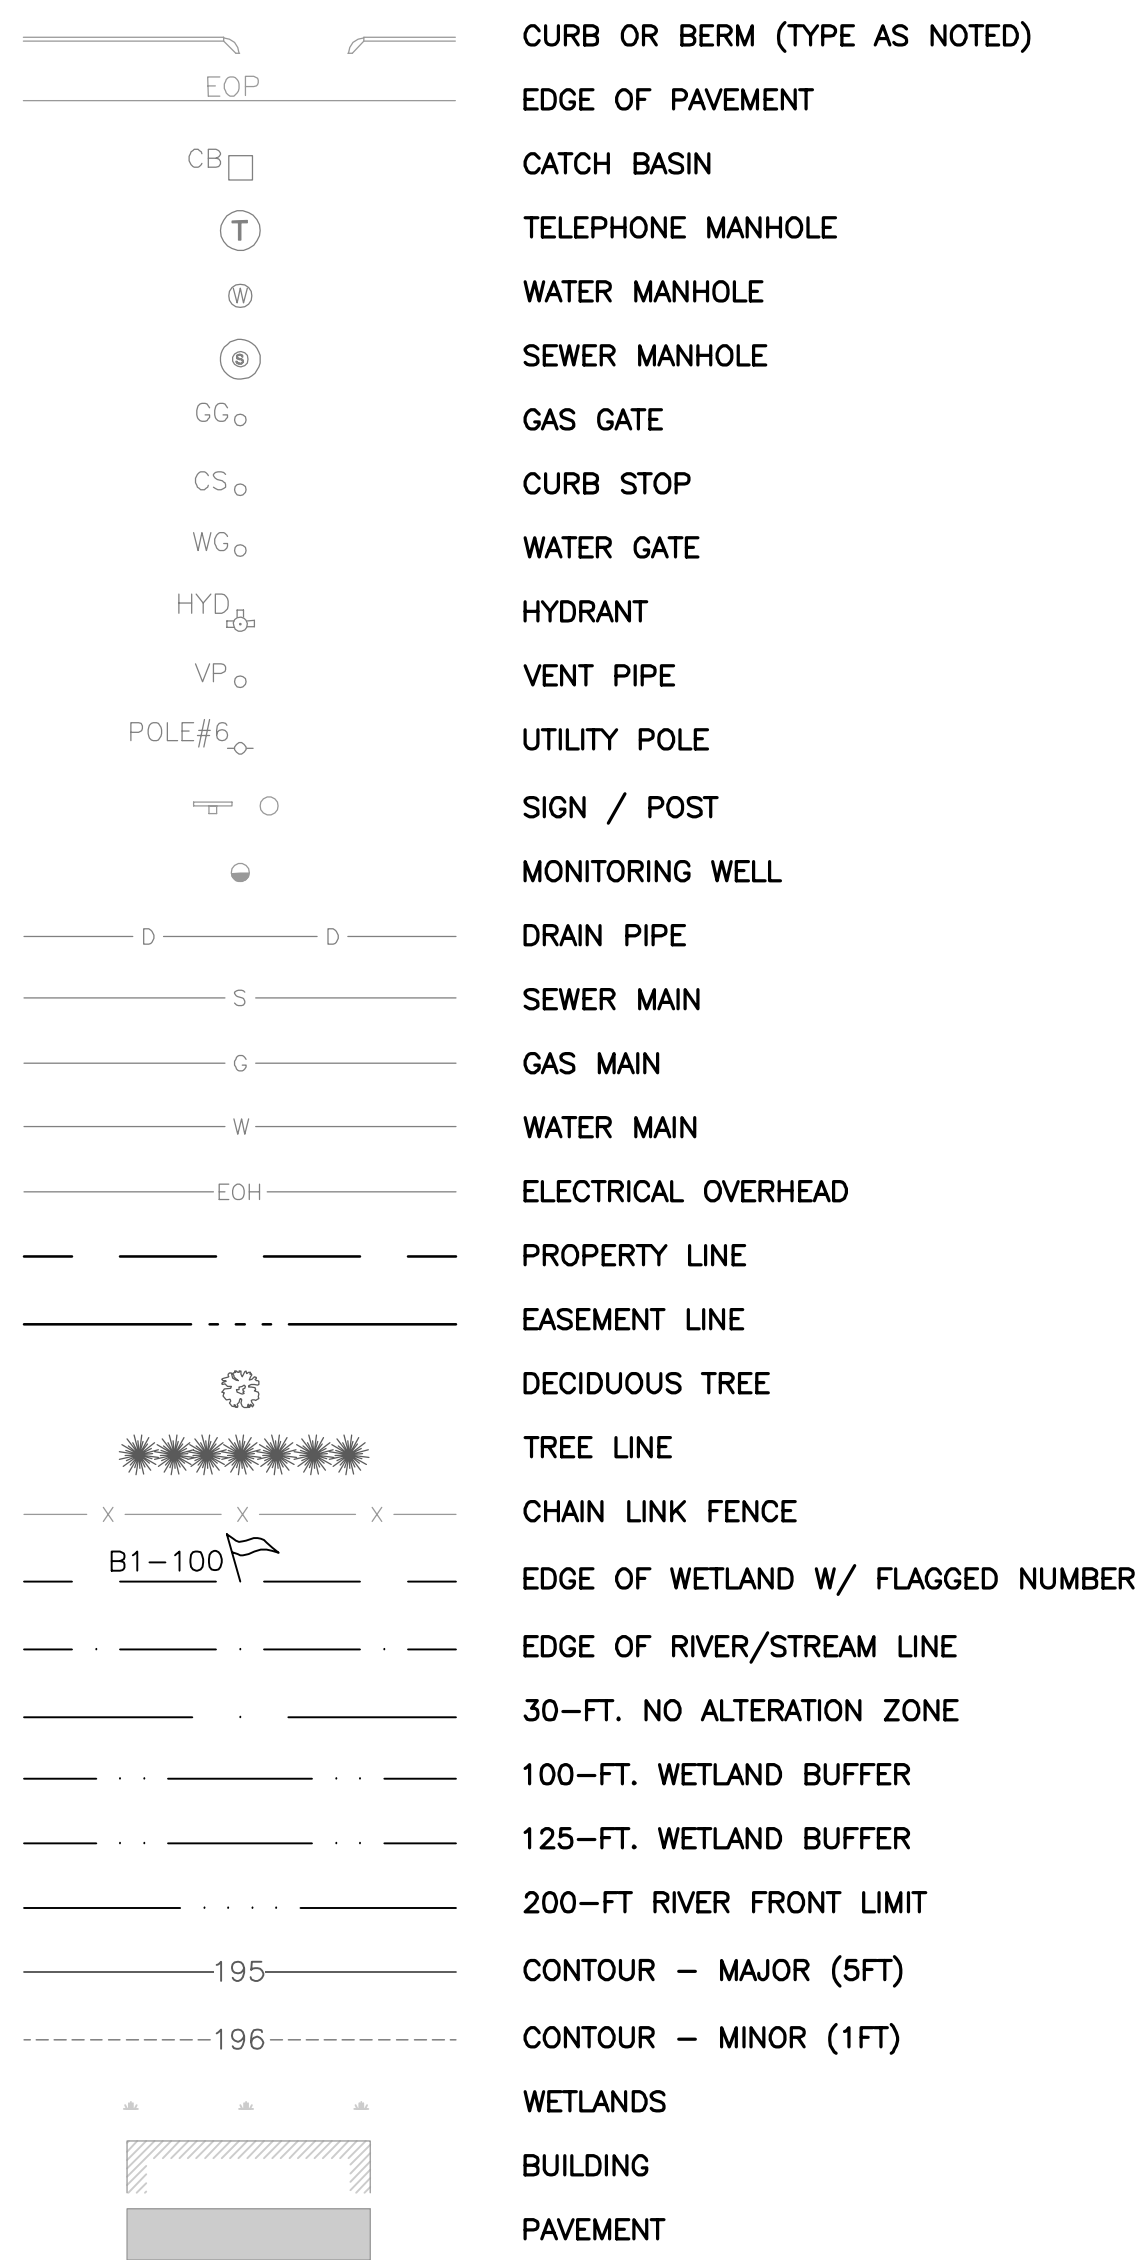 CURB OR BERM (TYPE AS NOTED)
EOP
EDGE OF PAVEMENT
CB
CATCH BASIN
T
TELEPHONE MANHOLE
W
WATER MANHOLE
S
SEWER MANHOLE
GG
GAS GATE
CS
CURB STOP
WG
WATER GATE
HYD
HYDRANT
VP
VENT PIPE
POLE#6
UTILITY POLE
SIGN / POST
MONITORING WELL
D D
DRAIN PIPE
S
SEWER MAIN
G
GAS MAIN
W
WATER MAIN
EOH
ELECTRICAL OVERHEAD
PROPERTY LINE
EASEMENT LINE
DECIDUOUS TREE
TREE LINE
X X X
CHAIN LINK FENCE
B1-100
EDGE OF WETLAND W/ FLAGGED NUMBER
EDGE OF RIVER/STREAM LINE
30-FT. NO ALTERATION ZONE
100-FT. WETLAND BUFFER
125-FT. WETLAND BUFFER
200-FT RIVER FRONT LIMIT
195
CONTOUR - MAJOR (5FT)
196
CONTOUR - MINOR (1FT)
WETLANDS
BUILDING
PAVEMENT